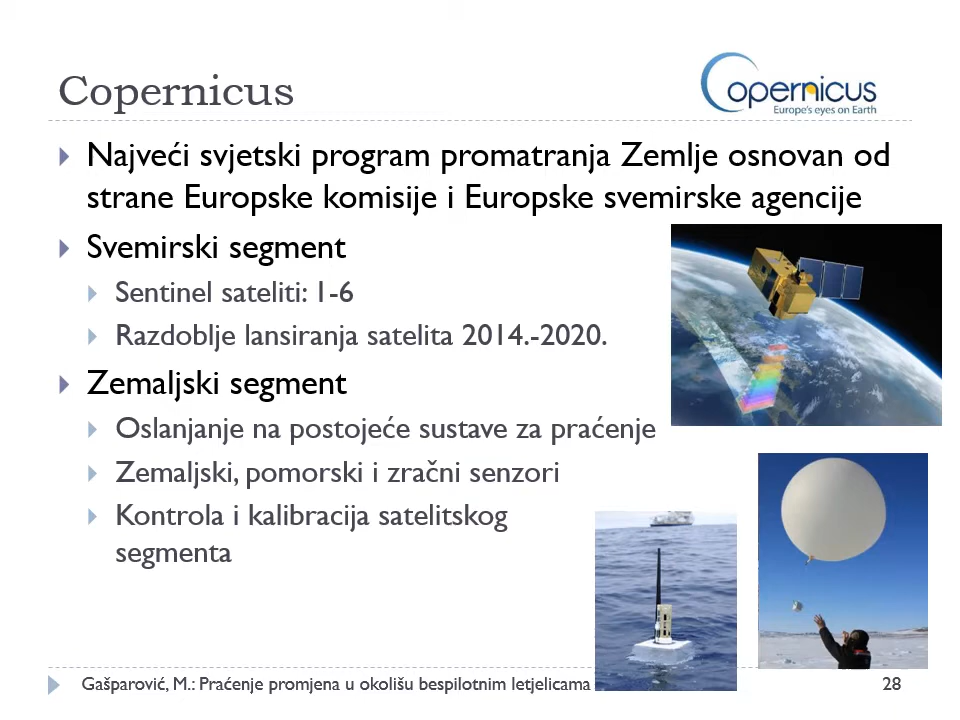 Copernicus
opernicus
Europe's eyes on Earth
Najveći svjetski program promatranja Zemlje osnovan od
strane Europske komisije i Europske svemirske agencije
Svemirski segment
Sentinel sateliti: 1-6
Razdoblje lansiranja satelita 2014.-2020.
Zemaljski segment
Oslanjanje na postojeće sustave za praćenje
Zemaljski, pomorski i zračni senzori
Kontrola i kalibracija satelitskog
segmenta
Gašparović, M.: Praćenje promjena u okolišu bespilotnim letjelicama
28